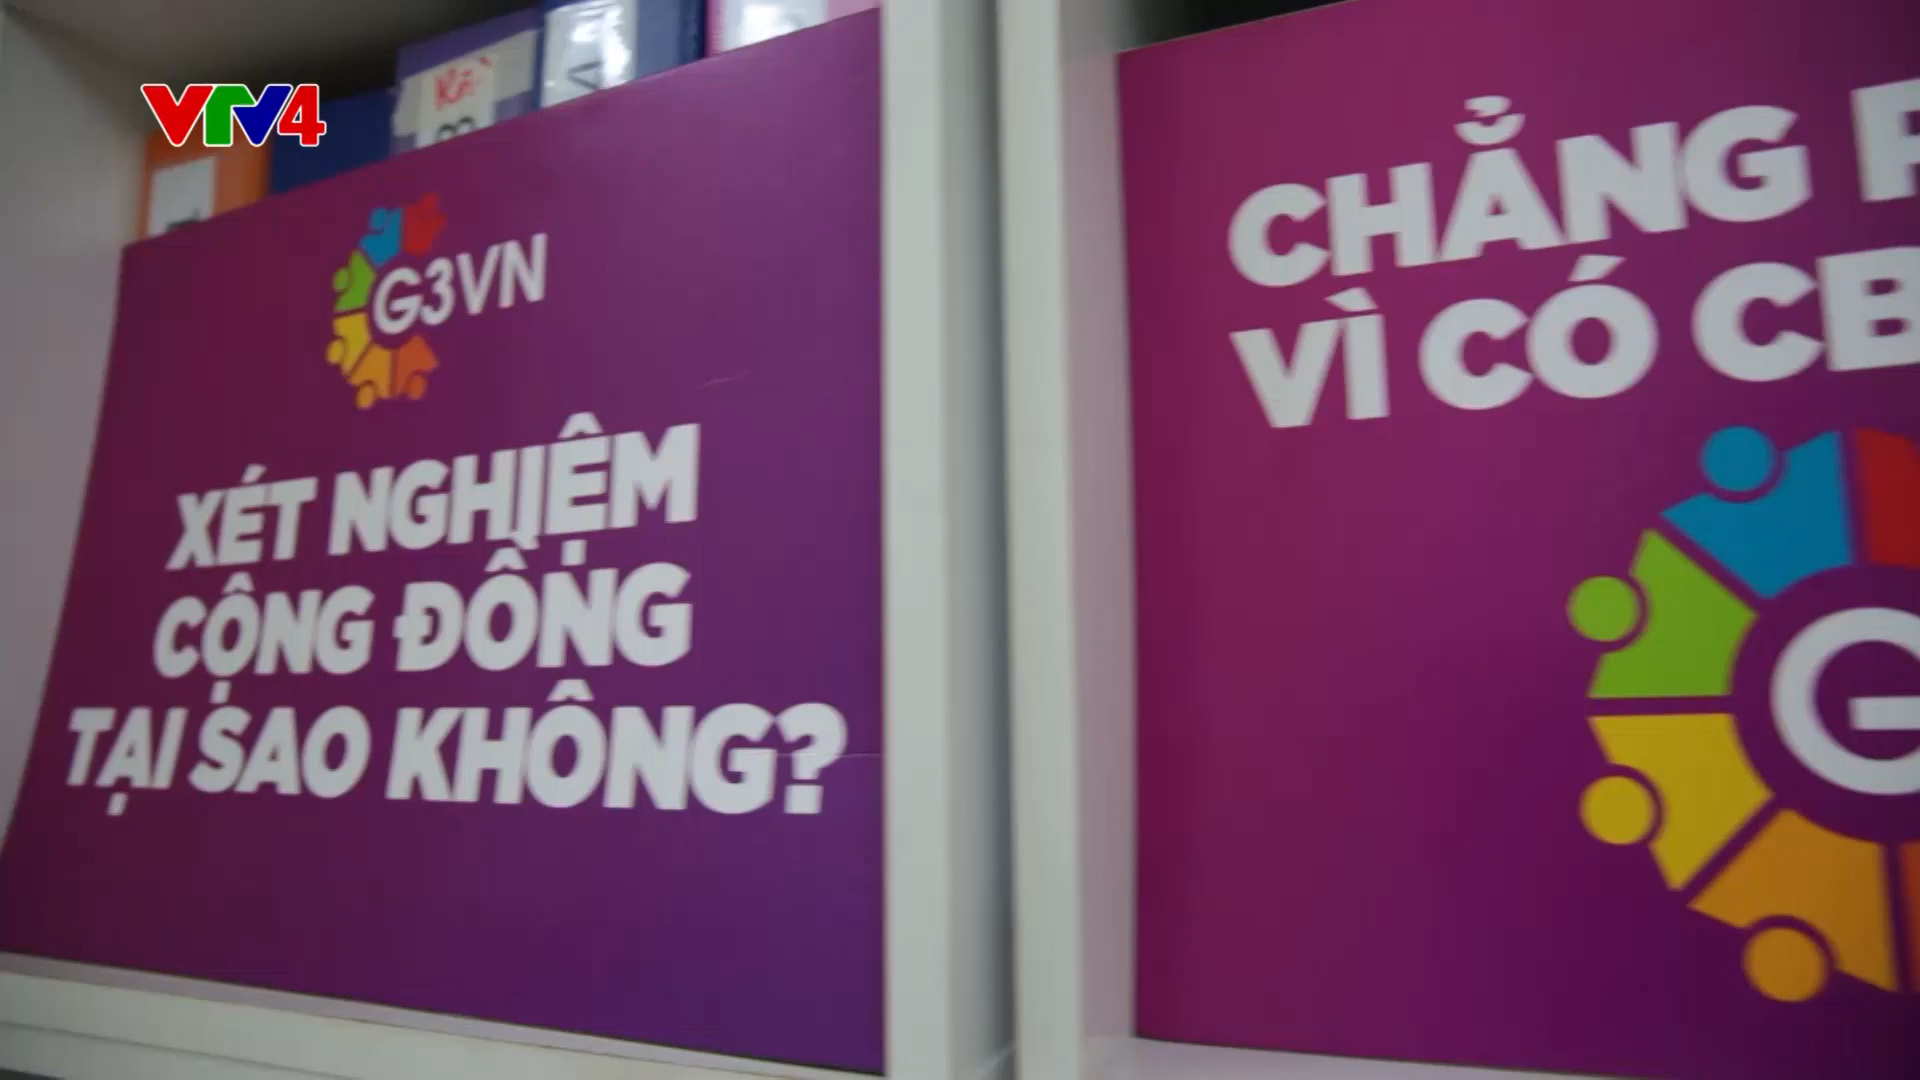 VTV4
G3VN
XÉT NGHIỆM
CỘNG ĐỒNG
TẠI SAO KHÔNG?
CHẲNG
VÌ CÓ CB
G